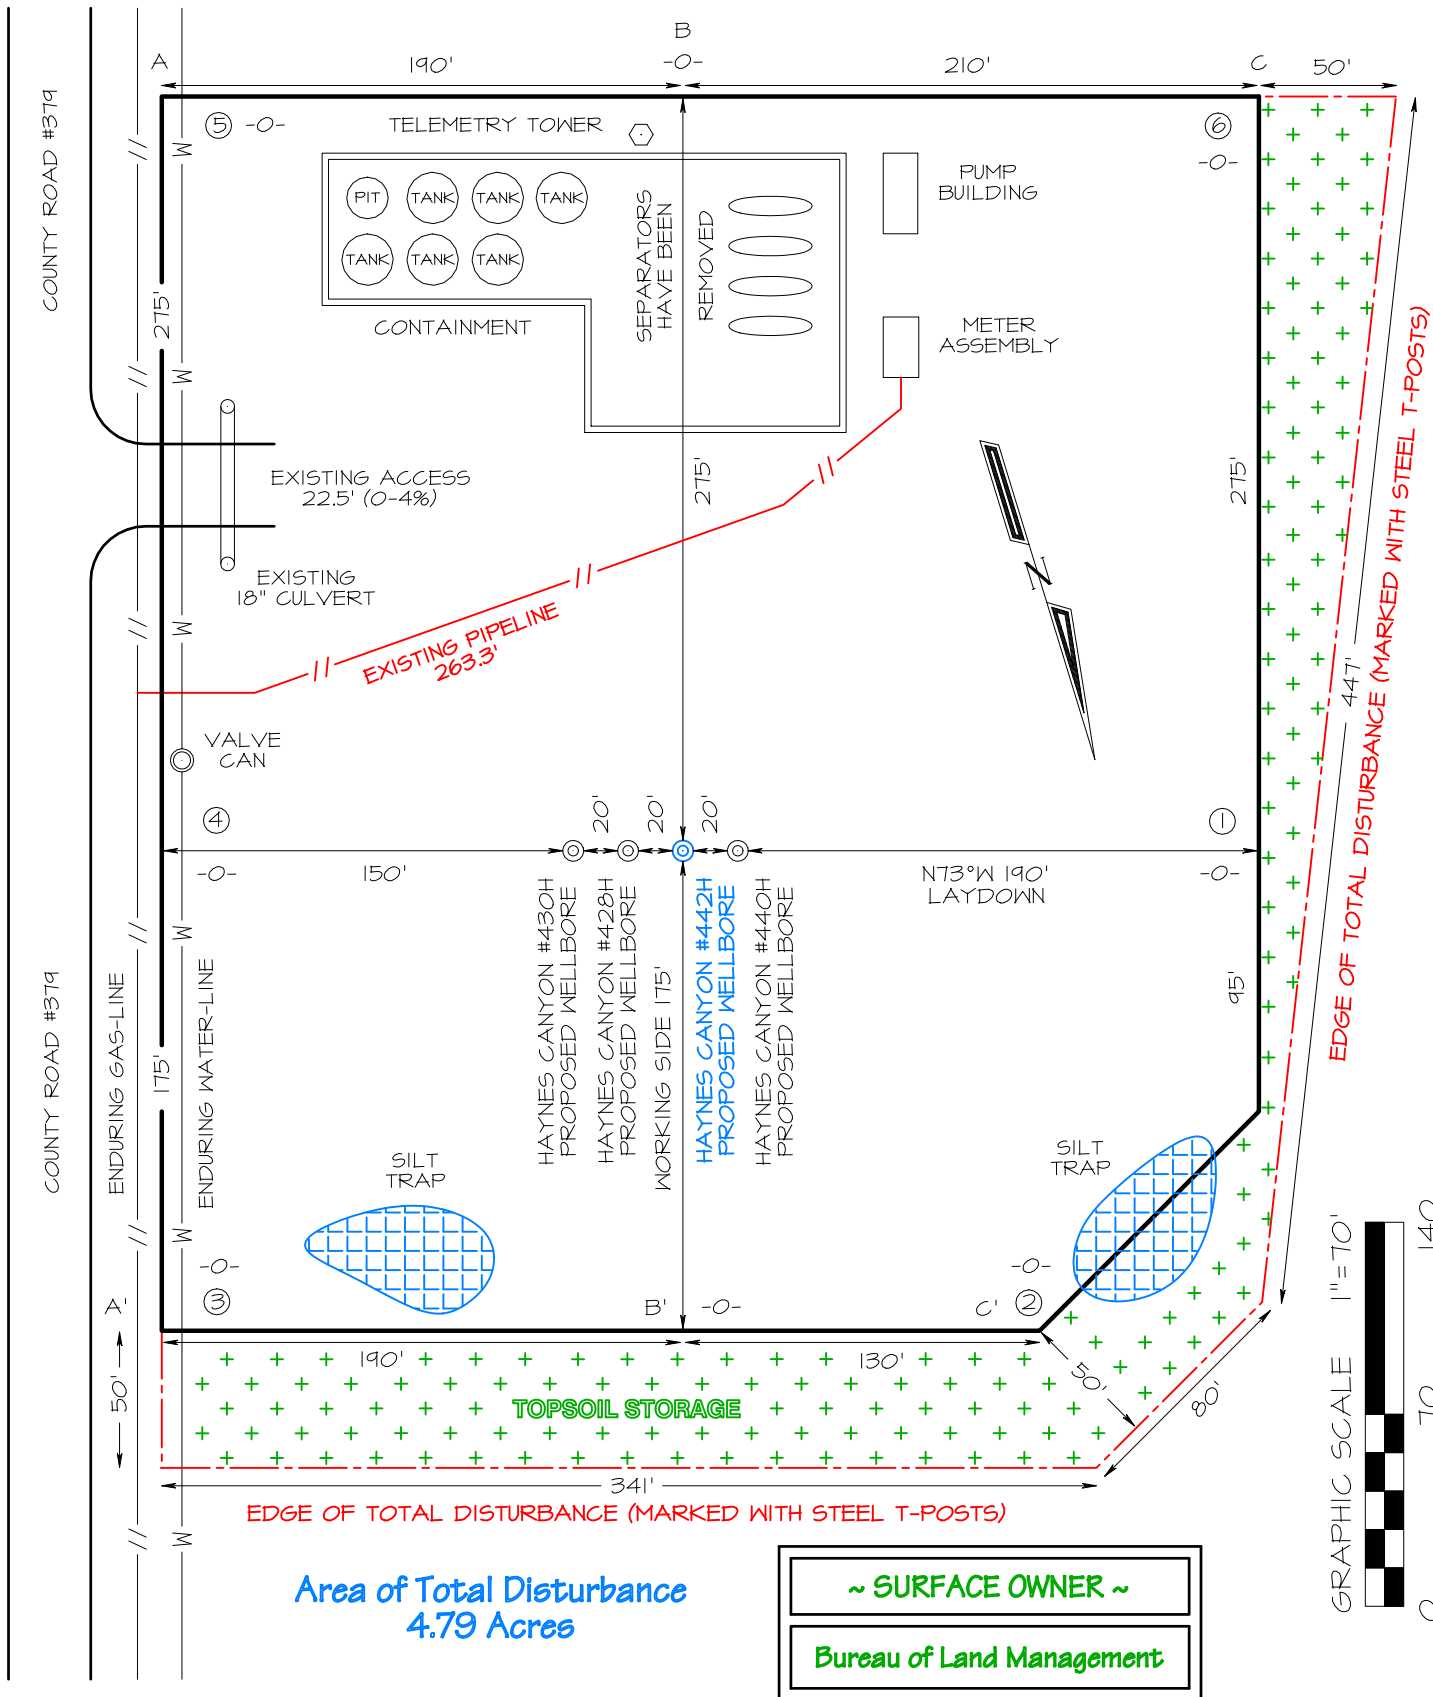 B
A
190'
-0-
210'
C
50'
COUNTY ROAD #379
//
M
5 -0-
TELEMETRY TOWER
6
-0-
PIT
TANK
TANK
TANK
TANK
TANK
TANK
SEPARATORS
HAVE BEEN
REMOVED
PUMP
BUILDING
275'
CONTAINMENT
METER
ASSEMBLY
//
M
EXISTING ACCESS
22.5' (0-4%)
275'
//
275'
EXISTING
18" CULVERT
//
N
//
M
EXISTING PIPELINE
263.3'
//
447'
EDGE OF TOTAL DISTURBANCE (MARKED WITH STEEL T-POSTS)
VALVE
CAN
4
20'
20'
20'
1
-0-
150'
N73°W 190'
LAYDOWN
-0-
//
M
HAYNES CANYON #430H
PROPOSED WELLBORE
HAYNES CANYON #428H
PROPOSED WELLBORE
WORKING SIDE 175'
HAYNES CANYON #442H
PROPOSED WELLBORE
HAYNES CANYON #440H
PROPOSED WELLBORE
95'
COUNTY ROAD #379
ENDURING GAS-LINE
175'
ENDURING WATER-LINE
SILT
TRAP
SILT
TRAP
//
M
-0-
3
-0-
2
A'
B'
-0-
C'
190'
130'
50'
50'
80'
TOPSOIL STORAGE
341'
EDGE OF TOTAL DISTURBANCE (MARKED WITH STEEL T-POSTS)
//
M
GRAPHIC SCALE 1"=70'
0
70
140
Area of Total Disturbance
4.79 Acres
~ SURFACE OWNER ~
Bureau of Land Management